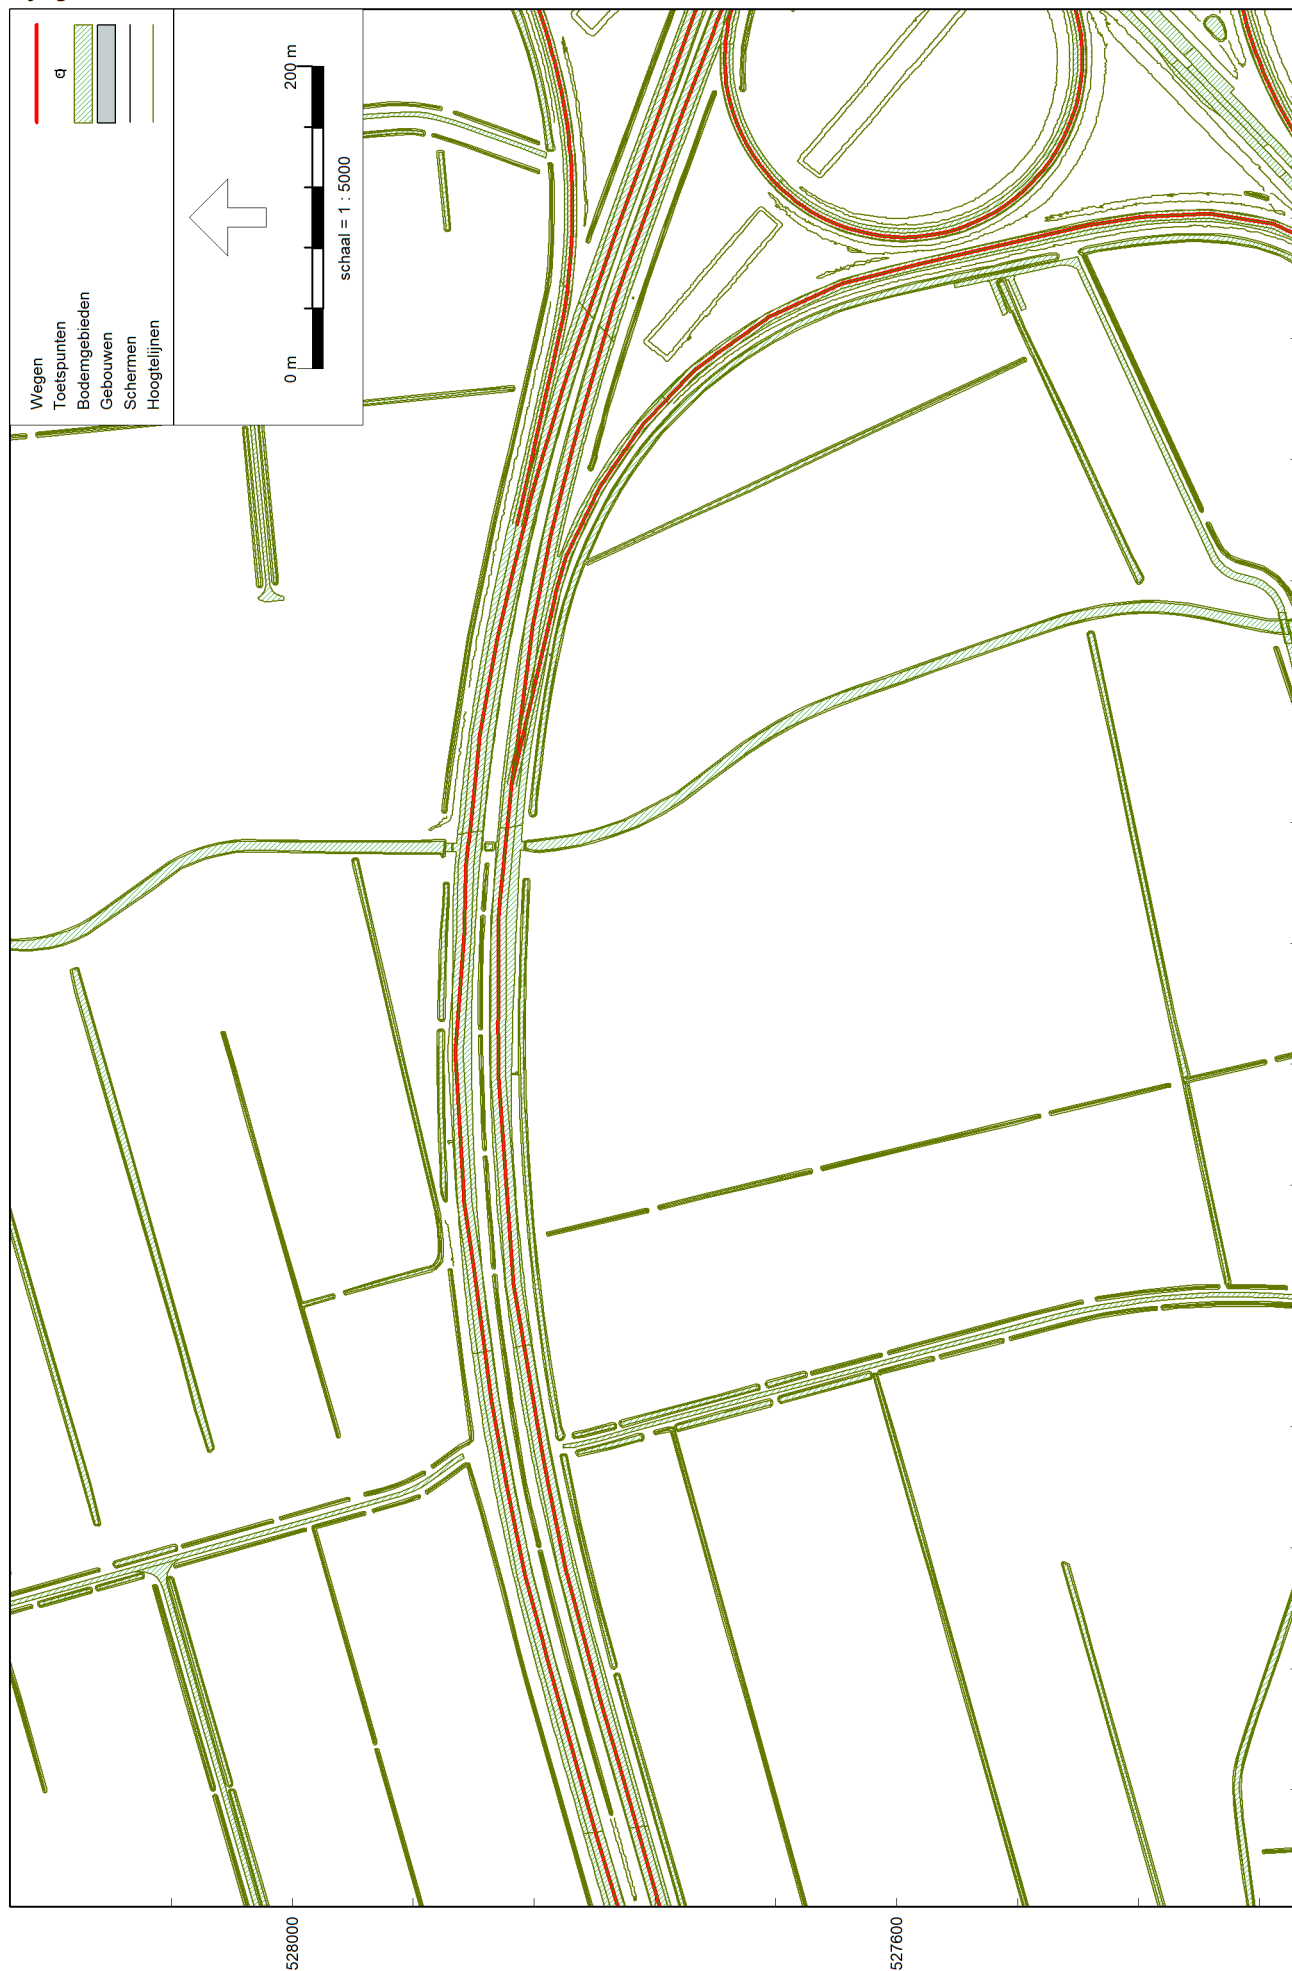 Wegen
Toetspunten
Bodemgebieden
Gebouwen
Schermen
Hoogtelijnen
0 m
200 m
schaal = 1 : 5000
528000
527600